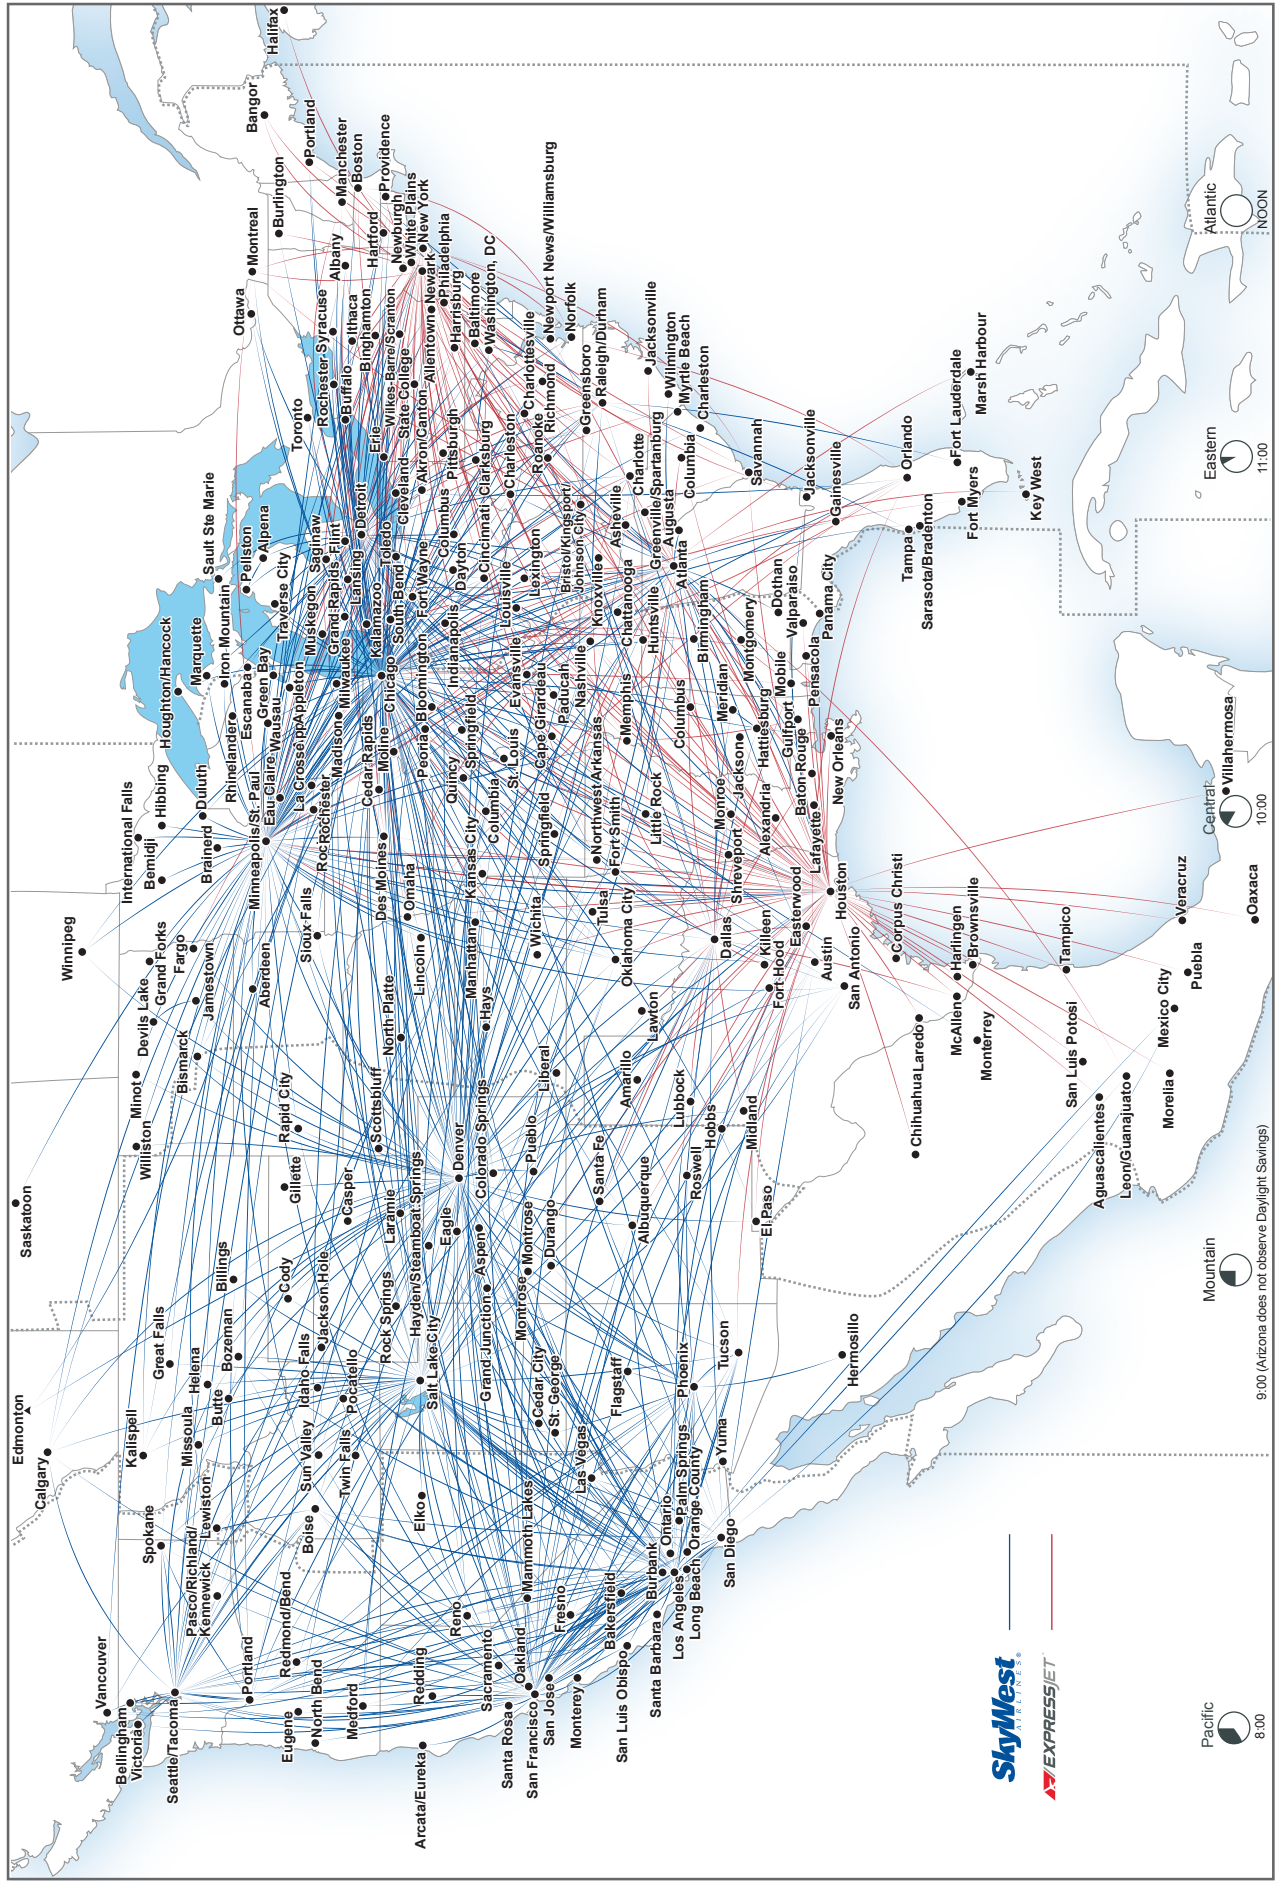 Vancouver
Bellingham
Victoria
Seattle/Tacoma
Spokane
Pasco/Richland/
Kennewick
Lewiston
Portland
Redmond/Bend
Eugene
North Bend
Medford
Boise
Sun Valley
Twin Falls
Arcata/Eureka
Redding
Reno
Elko
Sacramento
Santa Rosa
Oakland
San Francisco
San Jose
Mammoth Lakes
Monterey
Fresno
Bakersfield
San Luis Obispo
Santa Barbara
Burbank
Ontario
Los Angeles
Long Beach
Palm Springs
Orange County
San Diego
Yuma
Las Vegas
Calgary
Edmonton
Saskatoon
Kalispell
Great Falls
Missoula
Helena
Butte
Bozeman
Billings
Idaho Falls
Pocatello
Jackson Hole
Cody
Rock Springs
Gillette
Casper
Laramie
Salt Lake City
Hayden/Steamboat Springs
Eagle
Aspen
Grand Junction
Montrose
Montrose
Durango
Cedar City
St. George
Flagstaff
Phoenix
Tucson
Hermosillo
Denver
Colorado Springs
Pueblo
Santa Fe
Albuquerque
Roswell
El Paso
Hobbs
Midland
Lubbock
Amarillo
Liberal
Scottsbluff
North Platte
Rapid City
Williston
Minot
Bismarck
Devils Lake
Grand Forks
Fargo
Jamestown
Aberdeen
Sioux Falls
Winnipeg
International Falls
Bemidji
Hibbing
Brainerd
Duluth
Minneapolis/St. Paul
Eau Claire
Rhinelander
Wausau
La Crosse
Rochester
Des Moines
Omaha
Lincoln
Manhattan
Hays
Kansas City
Wichita
Columbia
Springfield
Tulsa
Oklahoma City
Lawton
Northwest Arkansas
Fort Smith
Little Rock
Dallas
Killeen
Fort Hood
Easterwood
Austin
San Antonio
Houston
Corpus Christi
Harlingen
Brownsville
McAllen
Laredo
Monterrey
Chihuahua
Tampico
San Luis Potosi
Aguascalientes
Leon/Guanajuato
Morelia
Mexico City
Puebla
Veracruz
Oaxaca
Villahermosa
Shreveport
Monroe
Alexandria
Lafayette
Baton Rouge
New Orleans
Jackson
Hattiesburg
Gulfport
Mobile
Meridian
Columbus
Memphis
Pensacola
Valparaiso
Panama City
Dothan
Montgomery
Birmingham
Huntsville
Nashville
Chattanooga
Knoxville
Atlanta
Augusta
Greenville/Spartanburg
Asheville
Charlotte
Columbia
Bristol/Kingsport/
Johnson City
Savannah
Charleston
Myrtle Beach
Wilmington
Jacksonville
Jacksonville
Gainesville
Orlando
Tampa
Sarasota/Bradenton
Fort Myers
Fort Lauderdale
Key West
Marsh Harbour
Raleigh/Durham
Greensboro
Norfolk
Newport News/Williamsburg
Richmond
Charlottesville
Roanoke
Charleston
Clarksburg
Washington, DC
Baltimore
Harrisburg
Philadelphia
Allentown
Newark
New York
White Plains
Newburgh
Hartford
Providence
Boston
Manchester
Portland
Bangor
Halifax
Burlington
Montreal
Ottawa
Albany
Syracuse
Rochester
Ithaca
Binghamton
Wilkes-Barre/Scranton
State College
Buffalo
Toronto
Erie
Pittsburgh
Akron/Canton
Cleveland
Columbus
Dayton
Cincinnati
Lexington
Louisville
Evansville
Paducah
Cape Girardeau
St. Louis
Quincy
Springfield
Peoria
Bloomington
Indianapolis
Fort Wayne
South Bend
Toledo
Detroit
Flint
Saginaw
Lansing
Grand Rapids
Muskegon
Kalamazoo
Chicago
Milwaukee
Madison
Moline
Cedar Rapids
Appleton
Green Bay
Escanaba
Iron Mountain
Marquette
Houghton/Hancock
Sault Ste Marie
Pellston
Alpena
Traverse City
SkyWest
AIRLINES®
EXPRESSJET
Pacific
8:00
Mountain
9:00 (Arizona does not observe Daylight Savings)
Central
10:00
Eastern
11:00
Atlantic
NOON